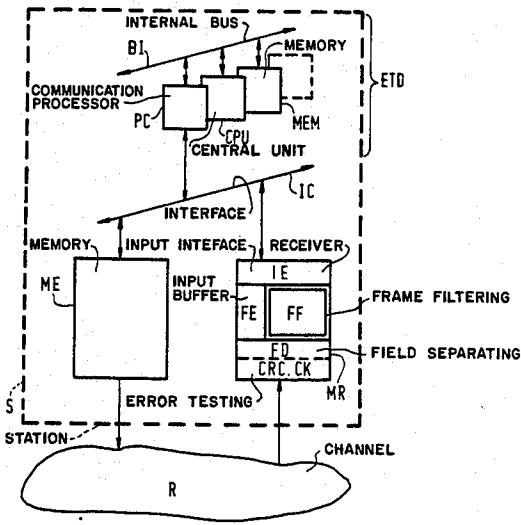 INTERNAL BUS
BI
MEMORY
ETD
COMMUNICATION
PROCESSOR
PC
CPU
MEM
CENTRAL UNIT
IC
INTERFACE
MEMORY
INPUT INTEFACE
RECEIVER
IE
ME
INPUT
BUFFER
FE
FF
FRAME FILTERING
FD
FIELD SEPARATING
CRC.CK
MR
S
ERROR TESTING
STATION
CHANNEL
R